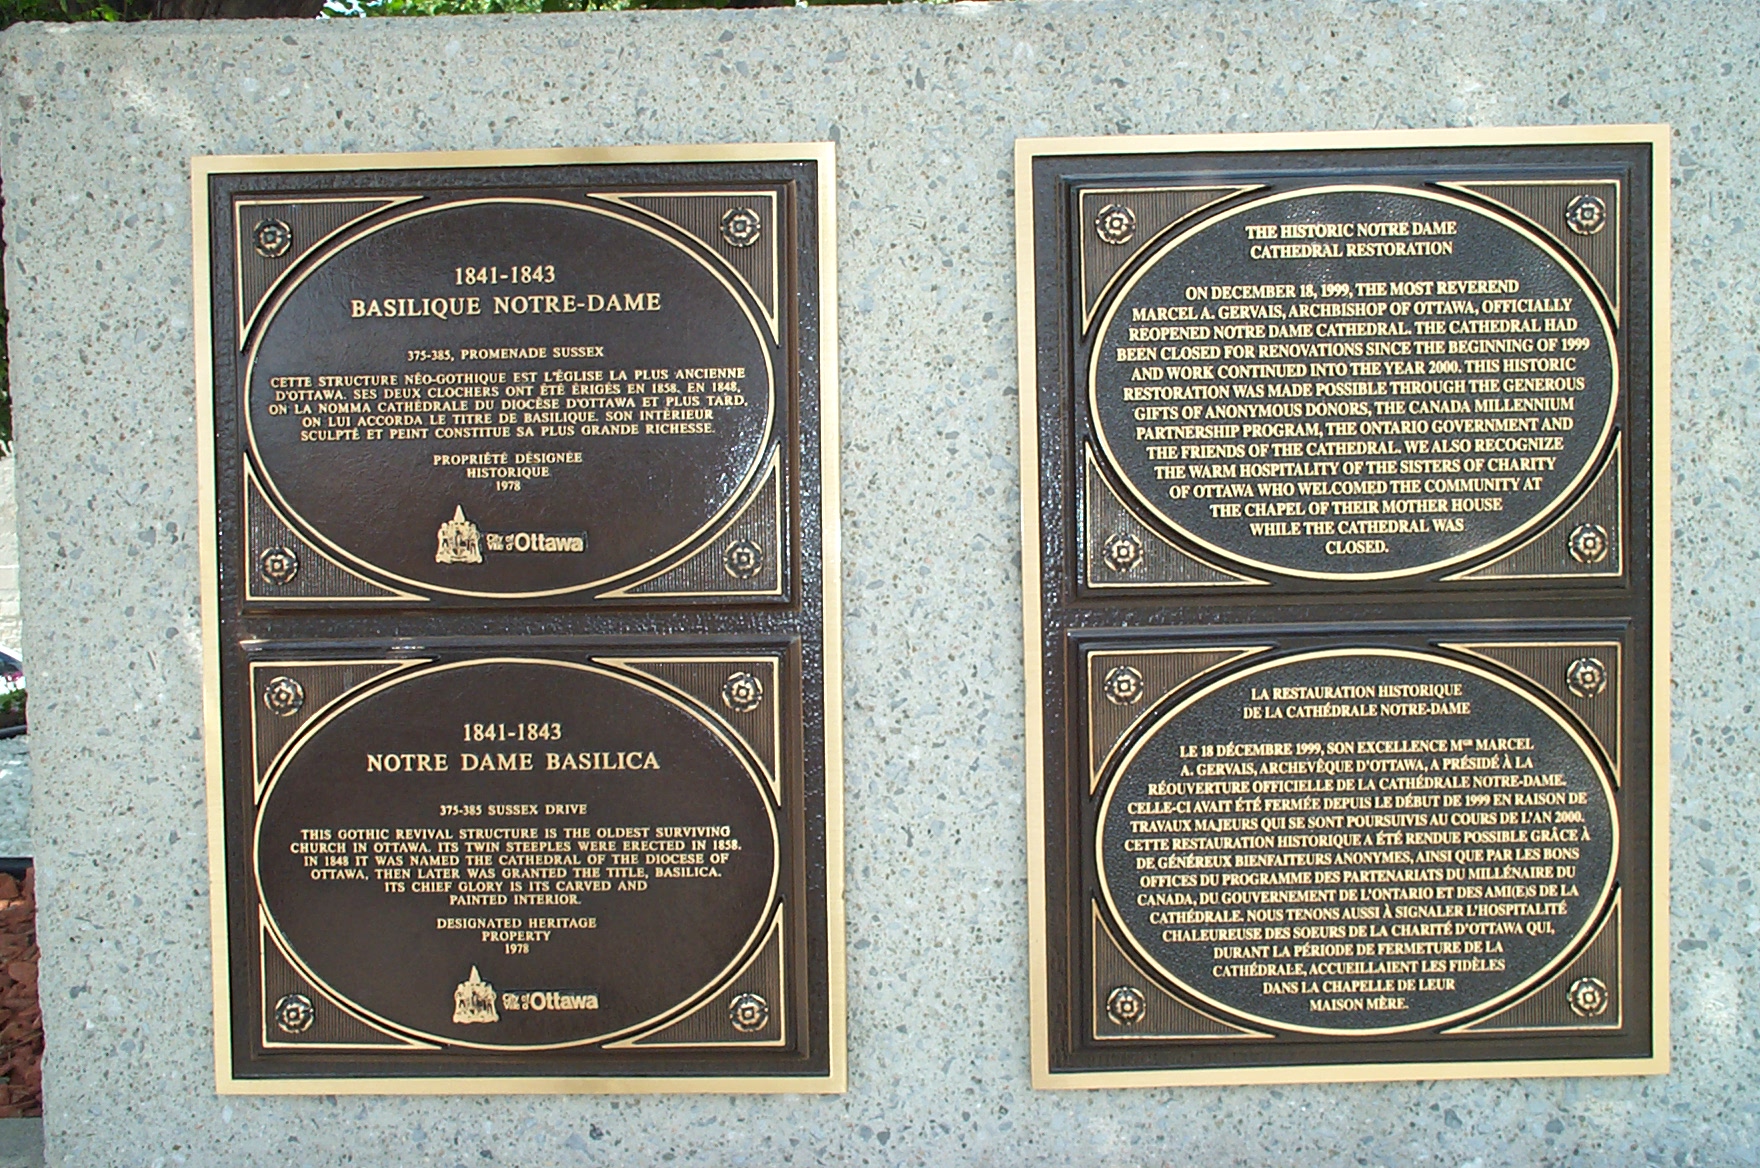 1841-1843
BASILIQUE NOTRE-DAME
375-385, PROMENADE SUSSEX
CETTE STRUCTURE NÉO-GOTHIQUE EST L'ÉGLISE LA PLUS ANCIENNE
D'OTTAWA. SES DEUX CLOCHERS ONT ÉTÉ ÉRIGÉS EN 1858. EN 1848,
ON LA NOMMA CATHÉDRALE DU DIOCÈSE D'OTTAWA ET PLUS TARD,
ON LUI ACCORDA LE TITRE DE BASILIQUE. SON INTÉRIEUR
SCULPTÉ ET PEINT CONSTITUE SA PLUS GRANDE RICHESSE.
PROPRIÉTÉ DÉSIGNÉE
HISTORIQUE
1978
City of
Ville d'Ottawa
1841-1843
NOTRE DAME BASILICA
375-385 SUSSEX DRIVE
THIS GOTHIC REVIVAL STRUCTURE IS THE OLDEST SURVIVING
CHURCH IN OTTAWA. ITS TWIN STEEPLES WERE ERECTED IN 1858.
IN 1848 IT WAS NAMED THE CATHEDRAL OF THE DIOCESE OF
OTTAWA, THEN LATER WAS GRANTED THE TITLE, BASILICA.
ITS CHIEF GLORY IS ITS CARVED AND
PAINTED INTERIOR.
DESIGNATED HERITAGE
PROPERTY
1978
City of
Ville d'Ottawa
THE HISTORIC NOTRE DAME
CATHEDRAL RESTORATION
ON DECEMBER 18, 1999, THE MOST REVEREND
MARCEL A. GERVAIS, ARCHBISHOP OF OTTAWA, OFFICIALLY
REOPENED NOTRE DAME CATHEDRAL. THE CATHEDRAL HAD
BEEN CLOSED FOR RENOVATIONS SINCE THE BEGINNING OF 1999
AND WORK CONTINUED INTO THE YEAR 2000. THIS HISTORIC
RESTORATION WAS MADE POSSIBLE THROUGH THE GENEROUS
GIFTS OF ANONYMOUS DONORS, THE CANADA MILLENNIUM
PARTNERSHIP PROGRAM, THE ONTARIO GOVERNMENT AND
THE FRIENDS OF THE CATHEDRAL. WE ALSO RECOGNIZE
THE WARM HOSPITALITY OF THE SISTERS OF CHARITY
OF OTTAWA WHO WELCOMED THE COMMUNITY AT
THE CHAPEL OF THEIR MOTHER HOUSE
WHILE THE CATHEDRAL WAS
CLOSED.
LA RESTAURATION HISTORIQUE
DE LA CATHÉDRALE NOTRE-DAME
LE 18 DÉCEMBRE 1999, SON EXCELLENCE MGR MARCEL
A. GERVAIS, ARCHEVÊQUE D'OTTAWA, A PRÉSIDÉ À LA
RÉOUVERTURE OFFICIELLE DE LA CATHÉDRALE NOTRE-DAME.
CELLE-CI AVAIT ÉTÉ FERMÉE DEPUIS LE DÉBUT DE 1999 EN RAISON DE
TRAVAUX MAJEURS QUI SE SONT POURSUIVIS AU COURS DE L'AN 2000.
CETTE RESTAURATION HISTORIQUE A ÉTÉ RENDUE POSSIBLE GRÂCE À
DE GÉNÉREUX BIENFAITEURS ANONYMES, AINSI QUE PAR LES BONS
OFFICES DU PROGRAMME DES PARTENARIATS DU MILLÉNAIRE DU
CANADA, DU GOUVERNEMENT DE L'ONTARIO ET DES AMI(E)S DE LA
CATHÉDRALE. NOUS TENONS AUSSI À SIGNALER L'HOSPITALITÉ
CHALEUREUSE DES SOEURS DE LA CHARITÉ D'OTTAWA QUI,
DURANT LA PÉRIODE DE FERMETURE DE LA
CATHÉDRALE, ACCUEILLAIENT LES FIDÈLES
DANS LA CHAPELLE DE LEUR
MAISON MÈRE.